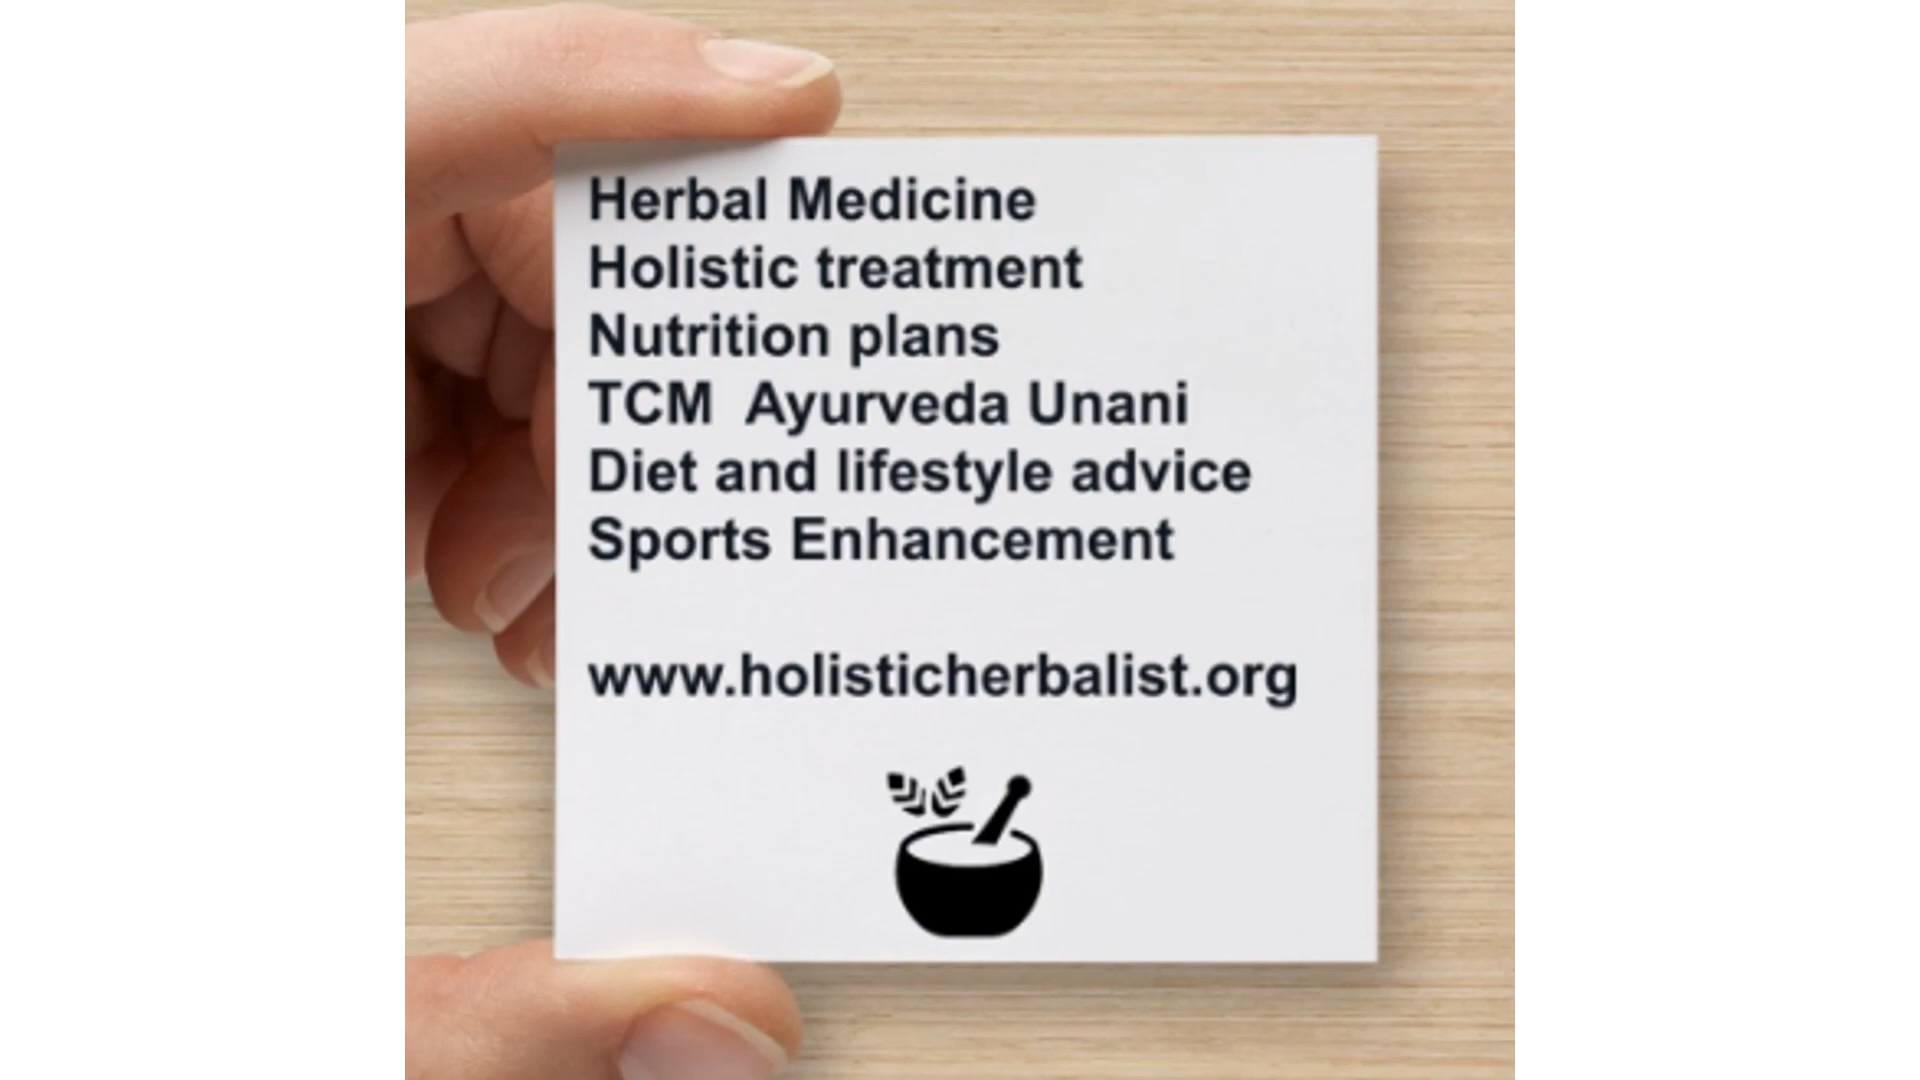 Herbal Medicine
Holistic treatment
Nutrition plans
TCM  Ayurveda Unani
Diet and lifestyle advice
Sports Enhancement
www.holisticherbalist.org